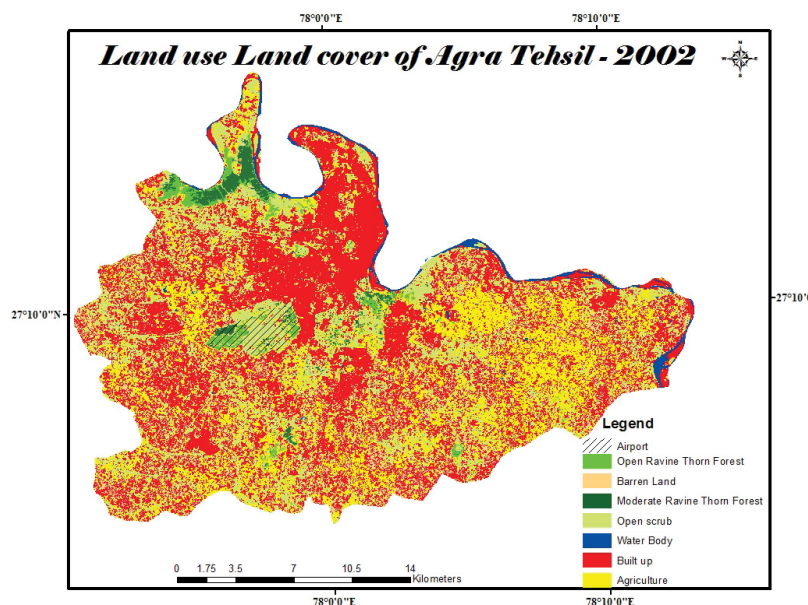 78°0'0"E 78°10'0"E
Land use Land cover of Agra Tehsil - 2002
N
W E
S
27°10'0"N 27°10'0"
Legend
Airport
Open Ravine Thorn Forest
Barren Land
Moderate Ravine Thorn Forest
Open scrub
Water Body
Built up
Agriculture
0 1.75 3.5 7 10.5 14
Kilometers
78°0'0"E 78°10'0"E